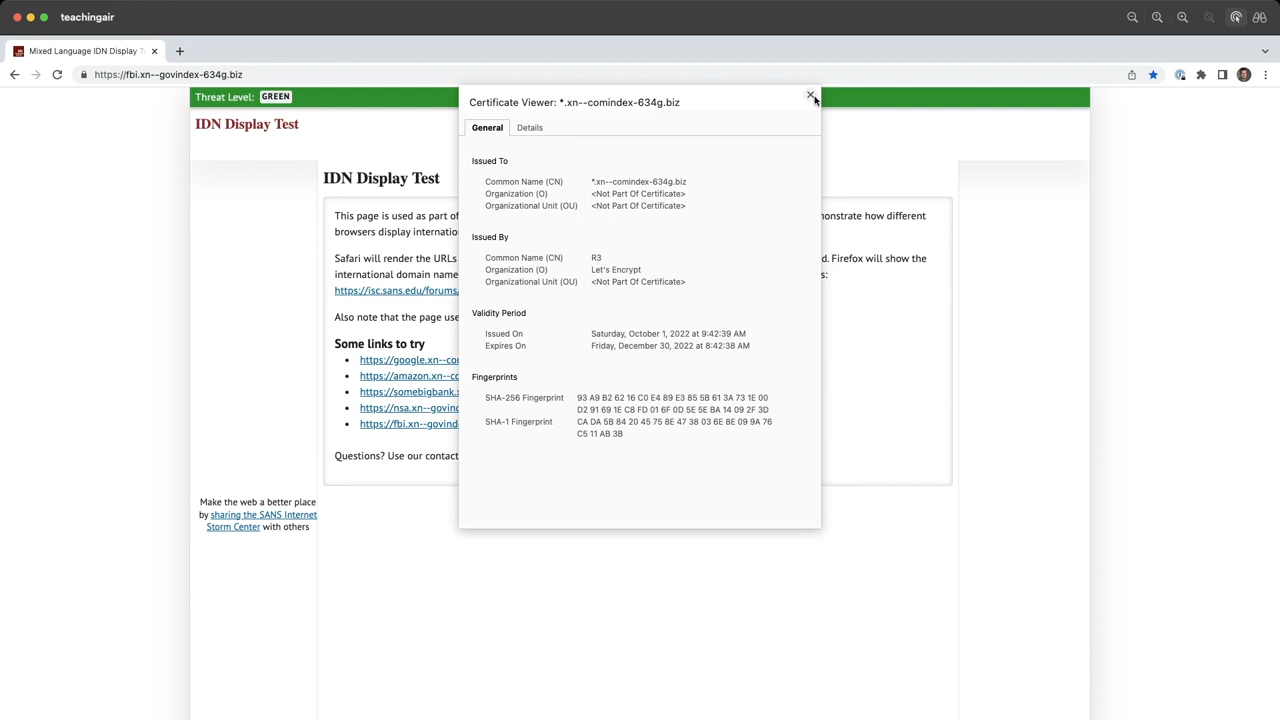 teachingair
Mixed Language IDN Display T
https://fbi.xn--govindex-634g.biz
Threat Level: GREEN
IDN Display Test
IDN Display Test
This page is used as part of
monstrate how different
browsers display internatio
Safari will render the URLs
d. Firefox will show the
international domain name
s:
https://isc.sans.edu/forums/
Also note that the page use
Some links to try
• https://google.xn--co
• https://amazon.xn--co
• https://somebigbank.
• https://nsa.xn--govind
• https://fbi.xn--govind
Questions? Use our contact
Make the web a better place
by sharing the SANS Internet
Storm Center with others
Certificate Viewer: *.xn--comindex-634g.biz
General Details
Issued To
Common Name (CN) *.xn--comindex-634g.biz
Organization (O) <Not Part Of Certificate>
Organizational Unit (OU) <Not Part Of Certificate>
Issued By
Common Name (CN) R3
Organization (O) Let's Encrypt
Organizational Unit (OU) <Not Part Of Certificate>
Validity Period
Issued On Saturday, October 1, 2022 at 9:42:39 AM
Expires On Friday, December 30, 2022 at 8:42:38 AM
Fingerprints
SHA-256 Fingerprint 93 A9 B2 62 16 C0 E4 89 E3 85 5B 61 3A 73 1E 00
D2 91 69 1E C8 FD 01 6F 0D 5E 5E BA 14 09 2F 3D
SHA-1 Fingerprint CA DA 5B 84 20 45 75 8E 47 38 03 6E 8E 09 9A 76
C5 11 AB 3B